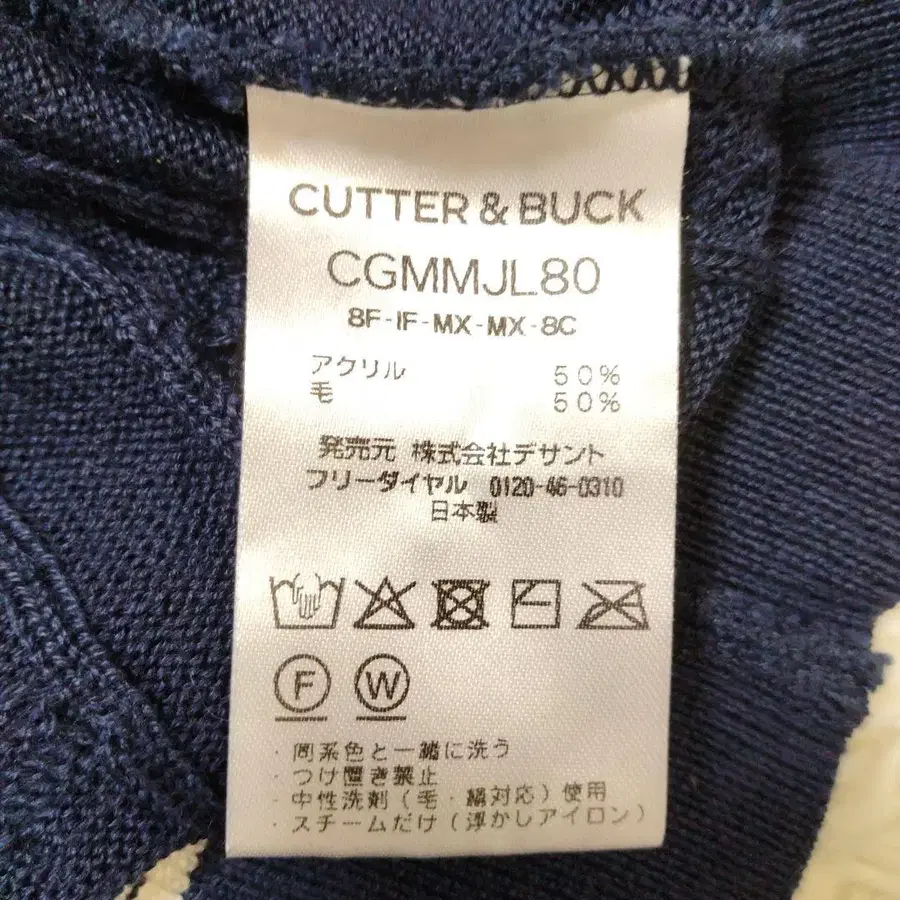 CUTTER & BUCK
CGMMJL80
8F-IF-MX-MX-8C
アクリル 50%
毛 50%
発売元 株式会社デサント
フリーダイヤル 0120-46-0310
日本製
F W
・同系色と一緒に洗う
・つけ置き禁止
・中性洗剤(毛・絹対応)使用
・スチームだけ(浮かしアイロン)